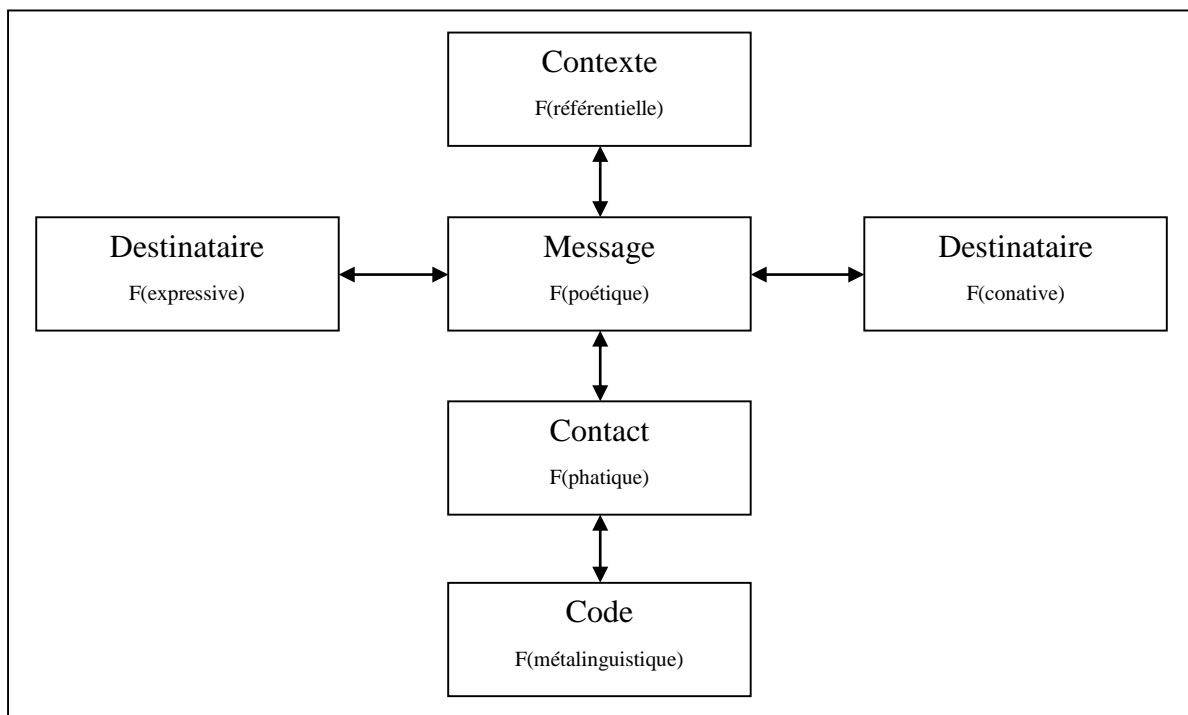 Contexte
F(référentielle)
Destinataire
F(expressive)
Message
F(poétique)
Destinataire
F(conative)
Contact
F(phatique)
Code
F(métalinguistique)